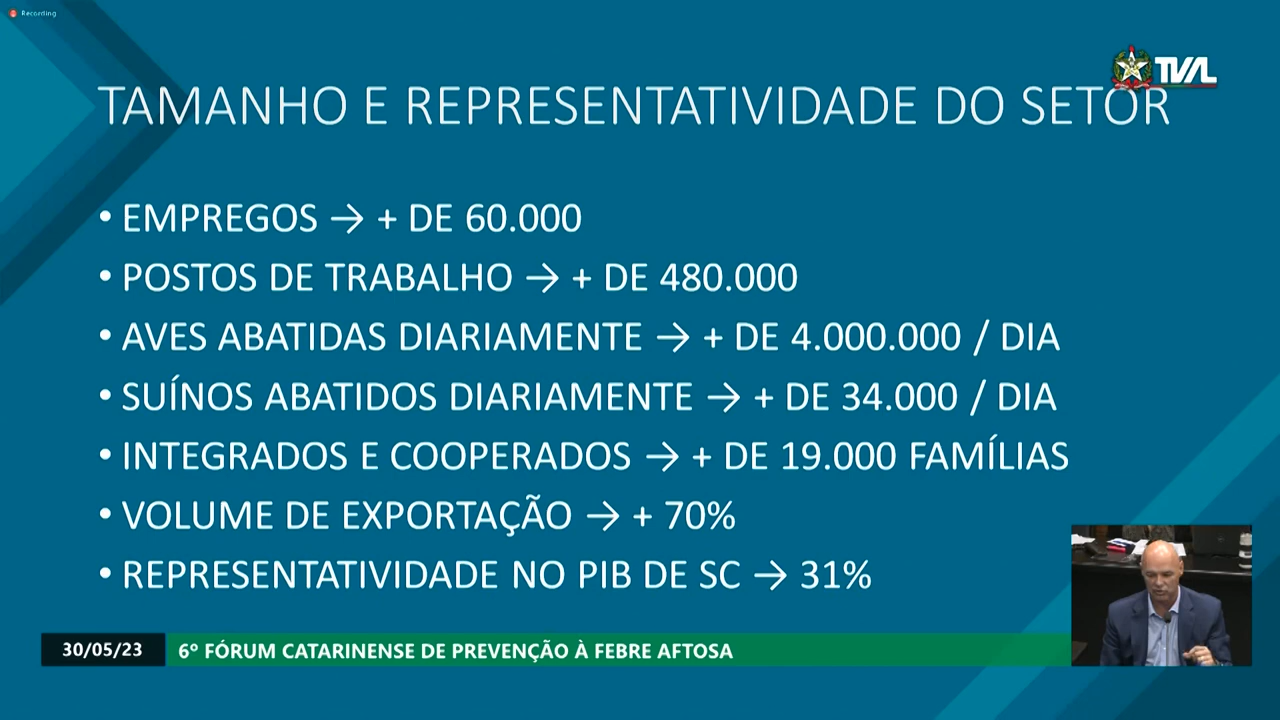 Recording
TVAL
TAMANHO E REPRESENTATIVIDADE DO SETOR
• EMPREGOS → + DE 60.000
• POSTOS DE TRABALHO → + DE 480.000
• AVES ABATIDAS DIARIAMENTE → + DE 4.000.000 / DIA
• SUÍNOS ABATIDOS DIARIAMENTE → + DE 34.000 / DIA
• INTEGRADOS E COOPERADOS → + DE 19.000 FAMÍLIAS
• VOLUME DE EXPORTAÇÃO → + 70%
• REPRESENTATIVIDADE NO PIB DE SC → 31%
30/05/23 6º FÓRUM CATARINENSE DE PREVENÇÃO À FEBRE AFTOSA